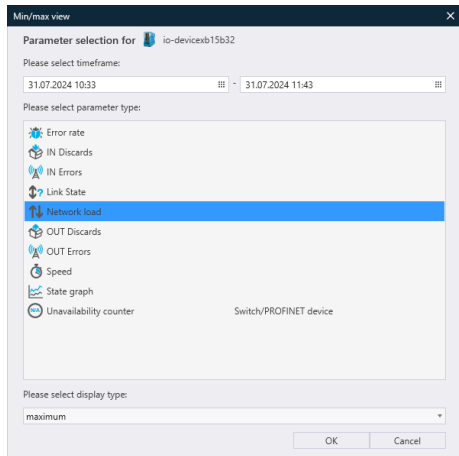 Min/max view
Parameter selection for io-devicexb15b32
Please select timeframe:
31.07.2024 10:33 - 31.07.2024 11:43
Please select parameter type:
Error rate
IN Discards
IN Errors
? Link State
Network load
OUT Discards
OUT Errors
Speed
State graph
N/A Unavailability counter Switch/PROFINET device
Please select display type:
maximum
OK Cancel